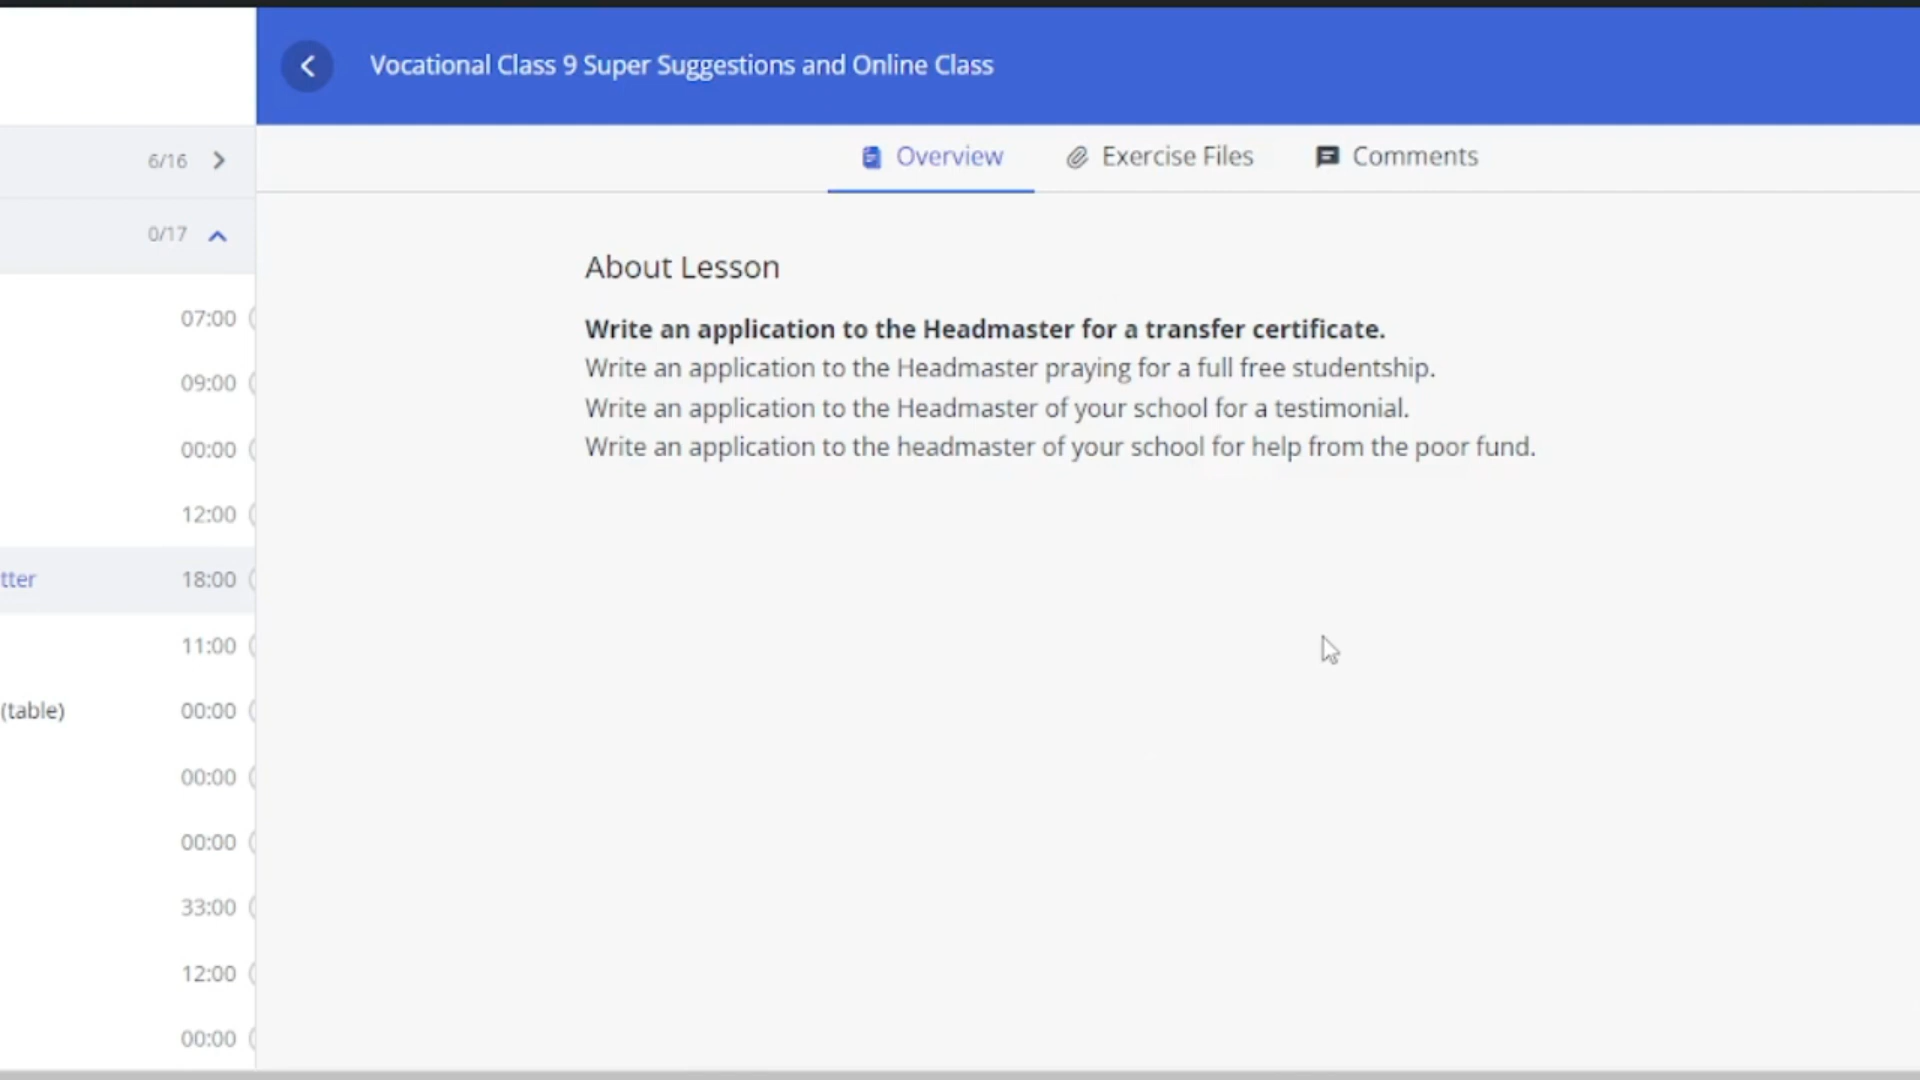 Vocational Class 9 Super Suggestions and Online Class
6/16
0/17
07:00
09:00
00:00
12:00
tter 18:00
11:00
(table) 00:00
00:00
00:00
33:00
12:00
00:00
Overview Exercise Files Comments
About Lesson
Write an application to the Headmaster for a transfer certificate.
Write an application to the Headmaster praying for a full free studentship.
Write an application to the Headmaster of your school for a testimonial.
Write an application to the headmaster of your school for help from the poor fund.